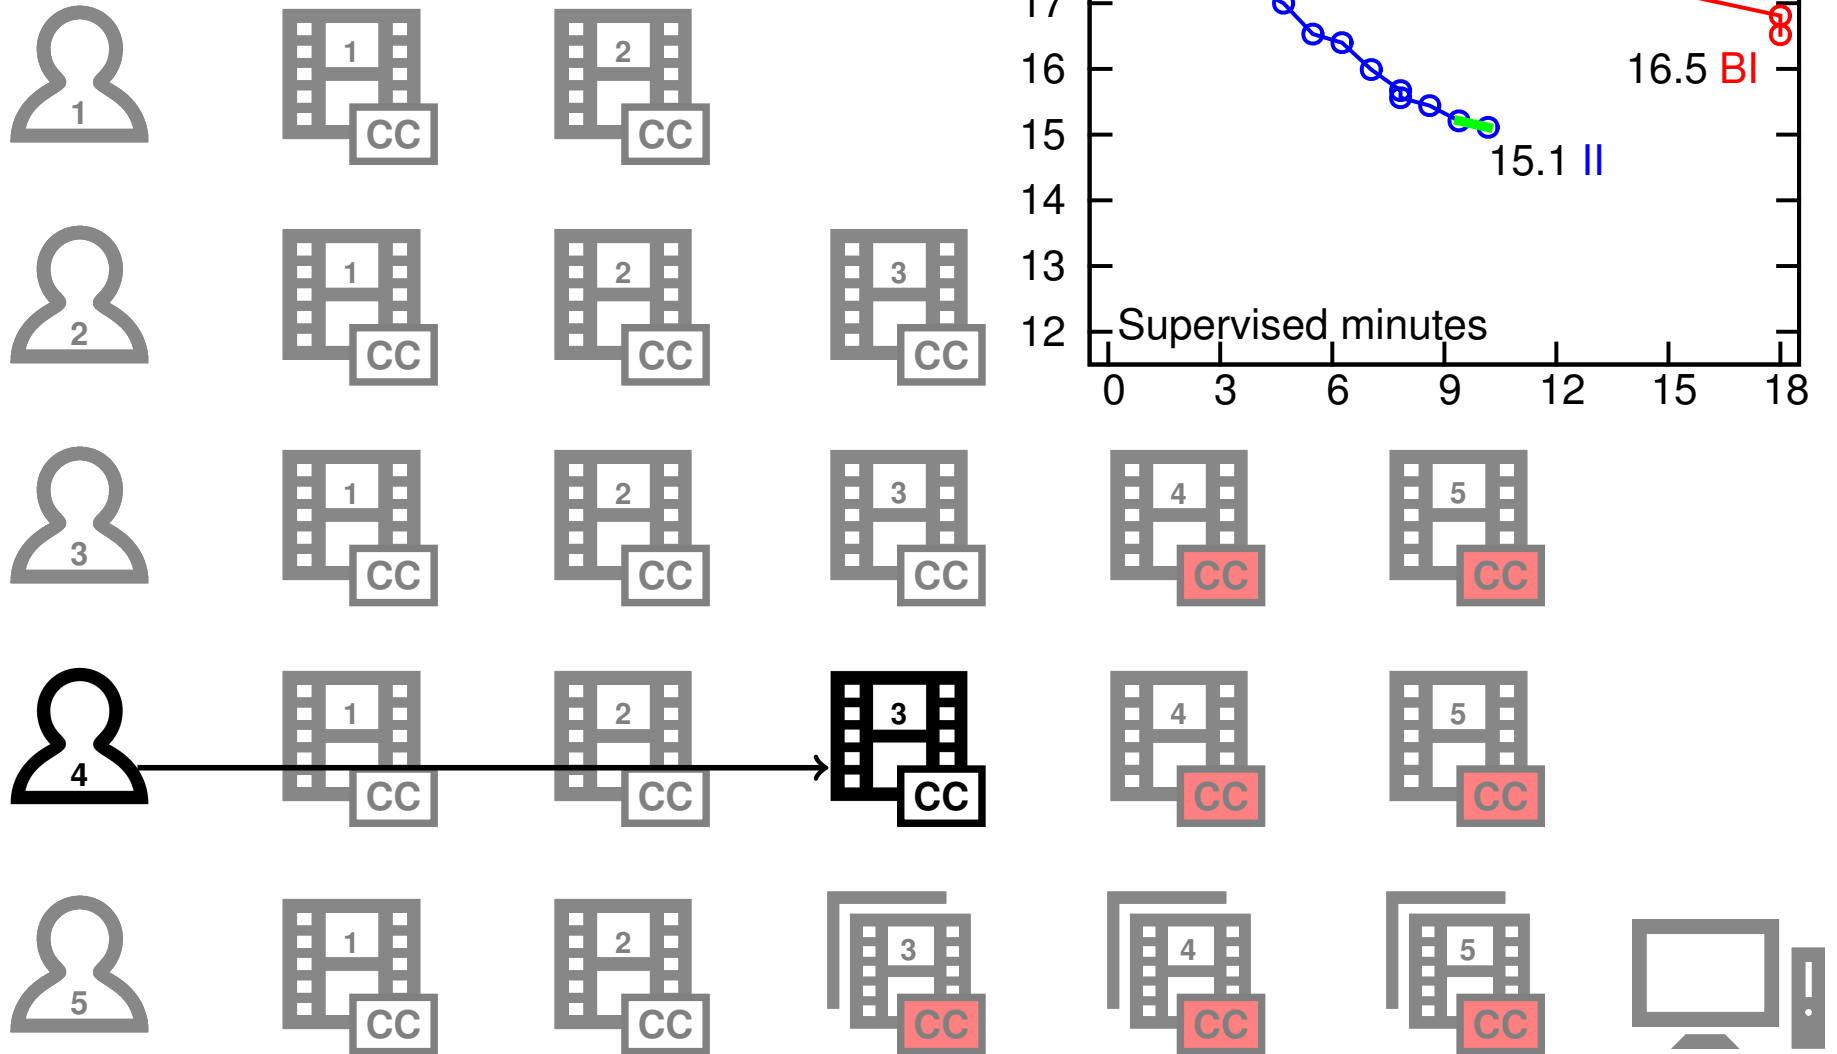 1 1 2
CC CC
17
16
15
14
13
12
16.5 BI
15.1 II
Supervised minutes
0 3 6 9 12 15 18
2 1 2 3
CC CC CC
3 1 2 3 4 5
CC CC CC CC CC
4 1 2 3 4 5
CC CC CC CC CC
5 1 2 3 4 5
CC CC CC CC CC